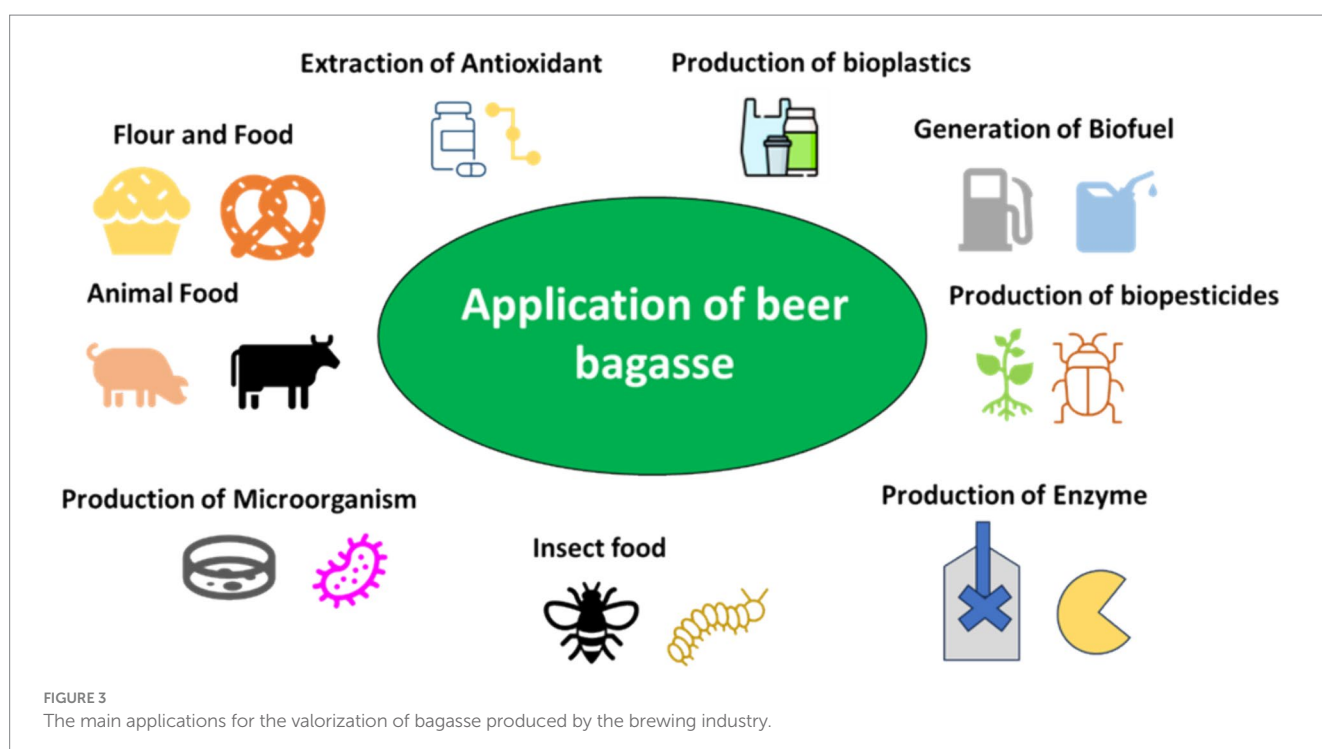 Extraction of Antioxidant
Production of bioplastics
Flour and Food
Generation of Biofuel
Animal Food
Application of beer
bagasse
Production of biopesticides
Production of Microorganism
Insect food
Production of Enzyme
FIGURE 3
The main applications for the valorization of bagasse produced by the brewing industry.